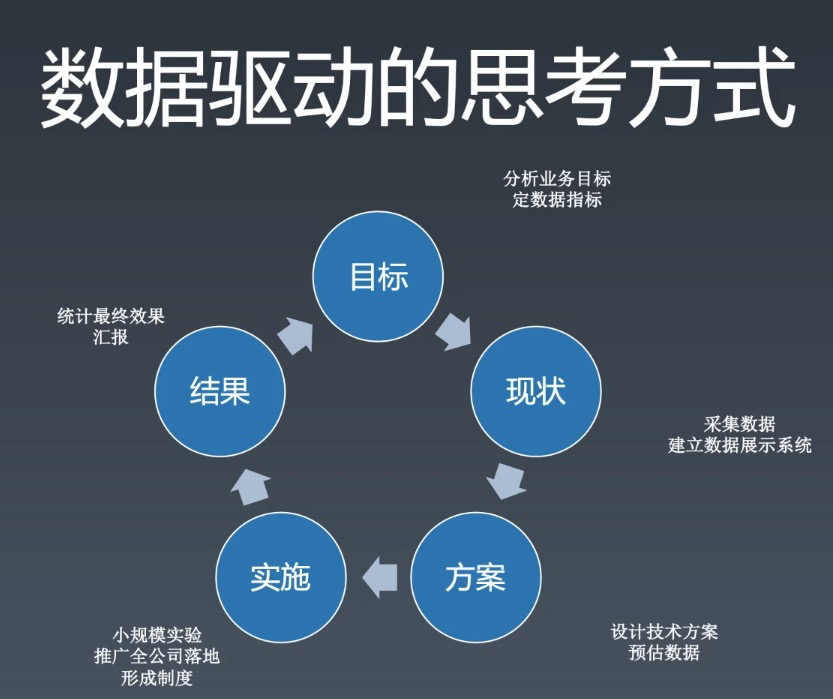 数据驱动的思考方式
分析业务目标
定数据指标
目标
现状
采集数据
建立数据展示系统
方案
设计技术方案
预估数据
实施
小规模实验
推广全公司落地
形成制度
结果
统计最终效果
汇报